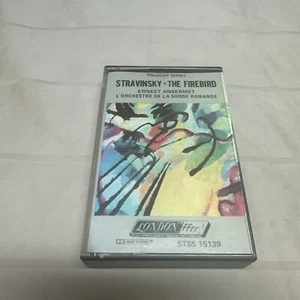 TREASURY SERIES
STRAVINSKY • THE FIREBIRD
ERNEST ANSERMET
L'ORCHESTRE DE LA SUISSE ROMANDE
LONDON ffrr
STS5 15139